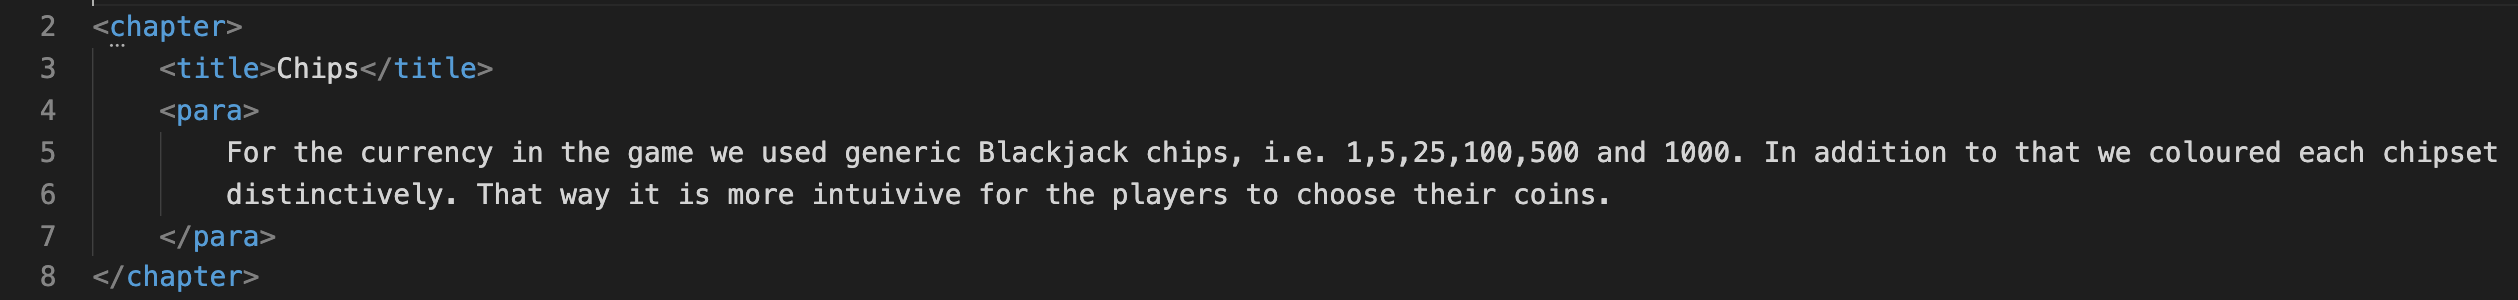 2 <chapter>
3 <title>Chips</title>
4 <para>
5 For the currency in the game we used generic Blackjack chips, i.e. 1,5,25,100,500 and 1000. In addition to that we coloured each chipset
6 distinctively. That way it is more intuivive for the players to choose their coins.
7 </para>
8 </chapter>